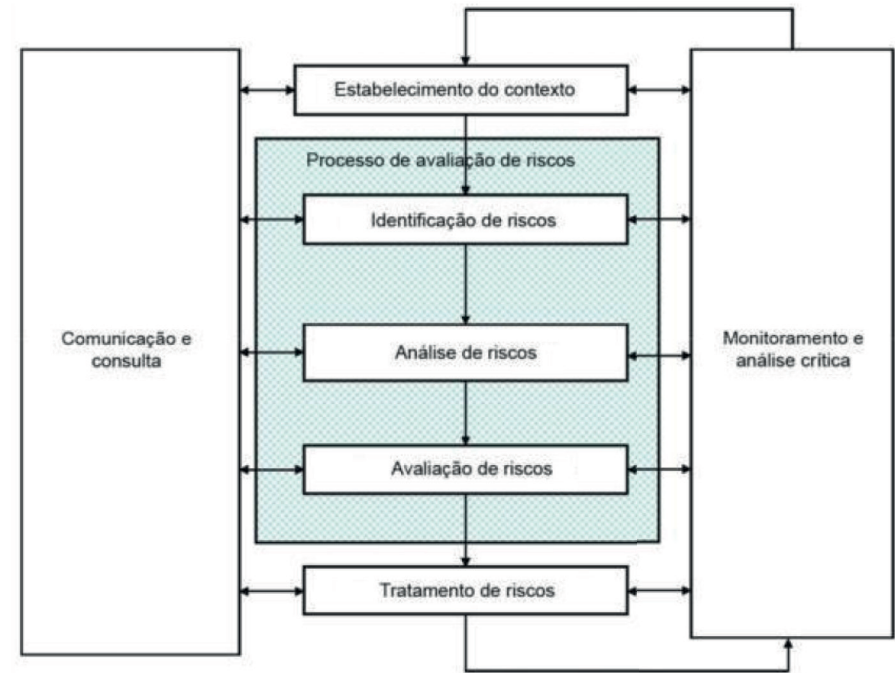 Estabelecimento do contexto
Processo de avaliação de riscos
Identificação de riscos
Comunicação e
consulta
Análise de riscos
Monitoramento e
análise crítica
Avaliação de riscos
Tratamento de riscos